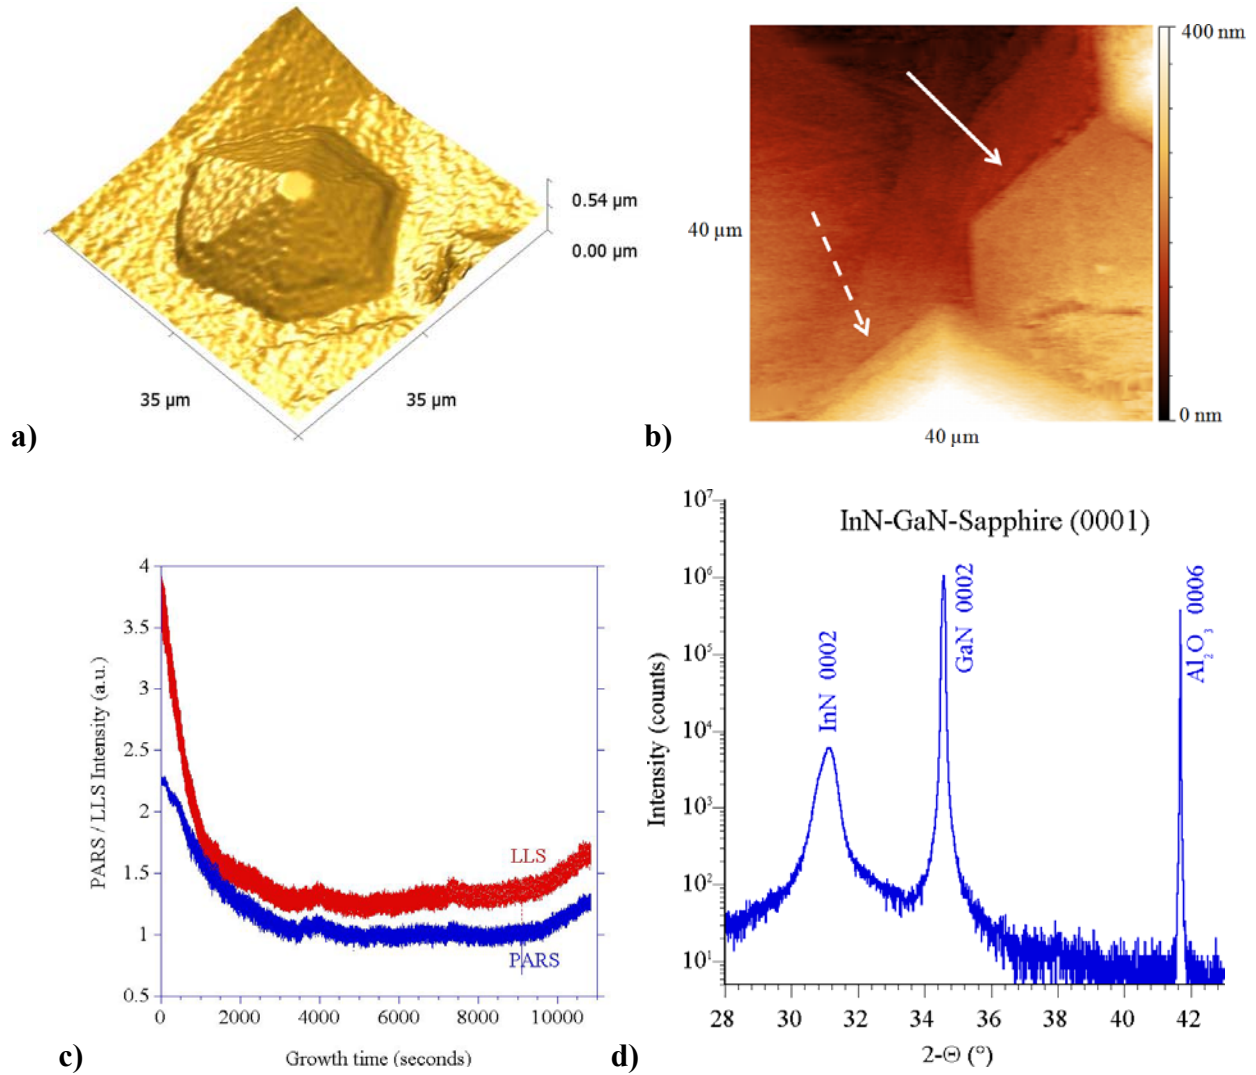 0.54 µm
0.00 µm
35 µm
35 µm
a)
400 nm
40 µm
0 nm
40 µm
b)
4
3.5
3
2.5
2
1.5
1
0.5
PARS / LLS Intensity (a.u.)
LLS
PARS
0 2000 4000 6000 8000 10000
Growth time (seconds)
c)
InN-GaN-Sapphire (0001)
10⁷
10⁶
10⁵
10⁴
10³
10²
10¹
Intensity (counts)
InN 0002
GaN 0002
Al₂O₃ 0006
28 30 32 34 36 38 40 42
2-Θ (°)
d)